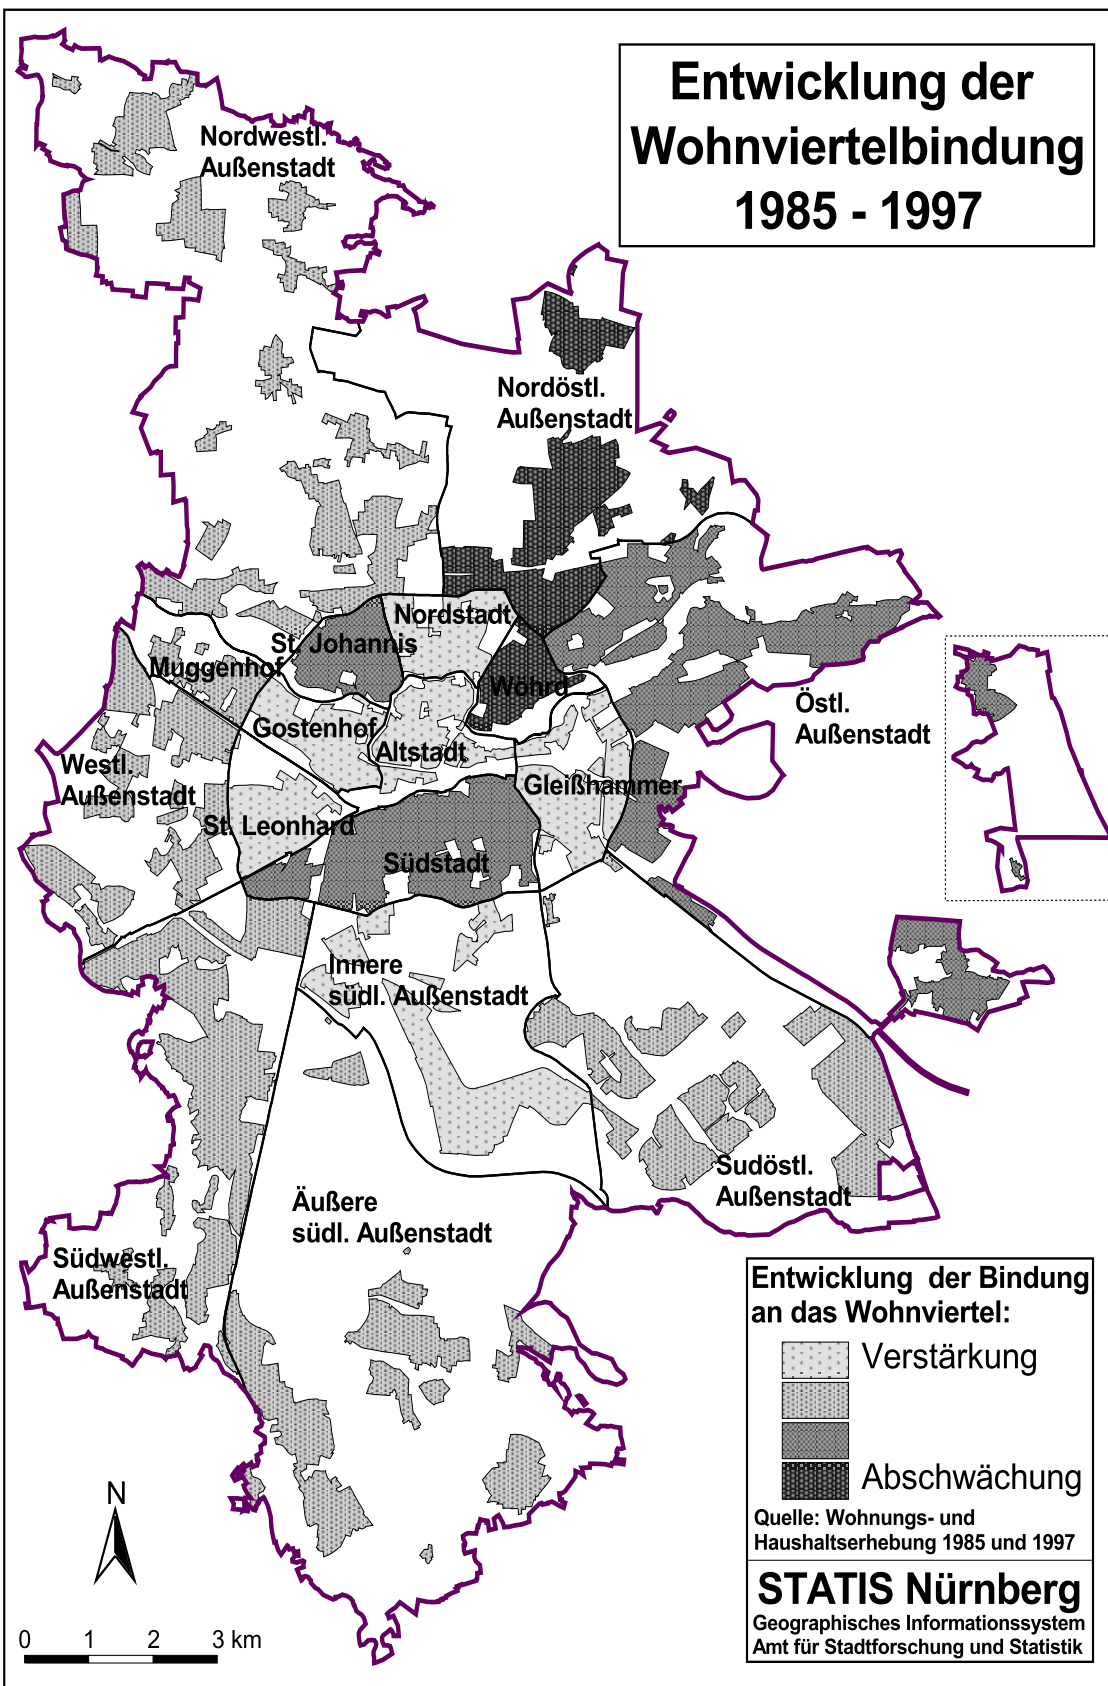 Entwicklung der
Wohnviertelbindung
1985 - 1997
Nordwestl.
Außenstadt
Nordöstl.
Außenstadt
Nordstadt
St. Johannis
Muggenhof
Wöhrd
Gostenhof
Altstadt
Östl.
Außenstadt
Westl.
Außenstadt
Gleißhammer
St. Leonhard
Südstadt
Innere
südl. Außenstadt
Sudöstl.
Außenstadt
Äußere
südl. Außenstadt
Südwestl.
Außenstadt
Entwicklung der Bindung
an das Wohnviertel:
Verstärkung
Abschwächung
Quelle: Wohnungs- und
Haushaltserhebung 1985 und 1997
STATIS Nürnberg
Geographisches Informationssystem
Amt für Stadtforschung und Statistik
N
0 1 2 3 km